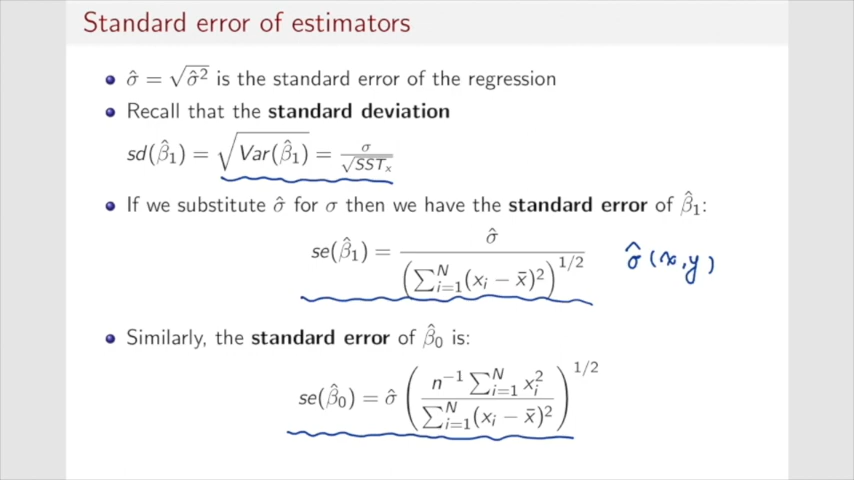 Standard error of estimators
• σ̂ = √σ̂² is the standard error of the regression
• Recall that the standard deviation
sd(β̂₁) = √Var(β̂₁) = σ/√SSTₓ
• If we substitute σ̂ for σ then we have the standard error of β̂₁:
se(β̂₁) = σ̂ / (∑ᵢ₌₁ᴺ (xᵢ − x̄)²)^1/2 σ̂(x,y)
• Similarly, the standard error of β̂₀ is:
se(β̂₀) = σ̂ (n⁻¹ ∑ᵢ₌₁ᴺ xᵢ² / ∑ᵢ₌₁ᴺ (xᵢ − x̄)²)^1/2